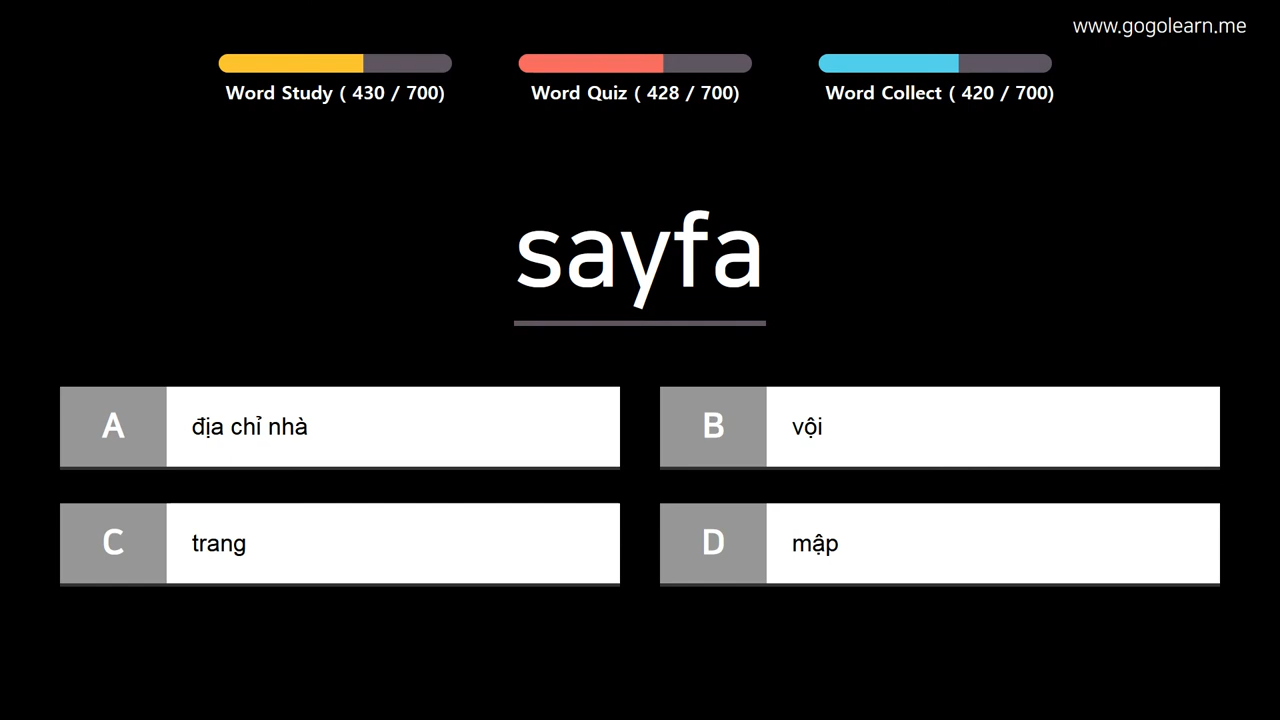 www.gogolearn.me
Word Study ( 430 / 700)
Word Quiz ( 428 / 700)
Word Collect ( 420 / 700)
sayfa
A địa chỉ nhà
B vội
C trang
D mập